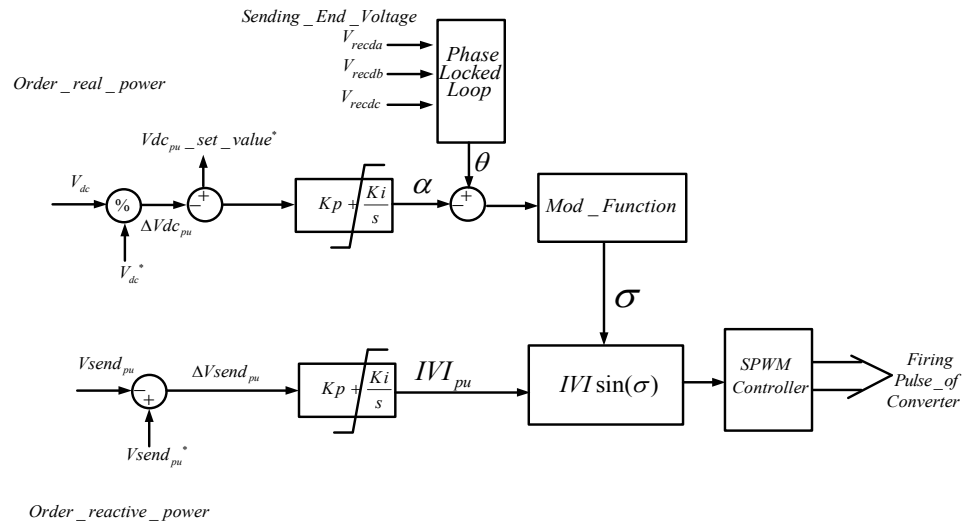 Sending_End_Voltage
V_recda
V_recdb
V_recdc
Phase
Locked
Loop
Order_real_power
Vdc_pu_set_value*
V_dc
%
ΔVdc_pu
V_dc*
− +
Kp + Ki/s
α
θ
− +
Mod_Function
σ
Vsend_pu
− +
ΔVsend_pu
Vsend_pu*
Kp + Ki/s
IVI_pu
IVI sin(σ)
SPWM
Controller
Firing
Pulse_of
Converter
Order_reactive_power